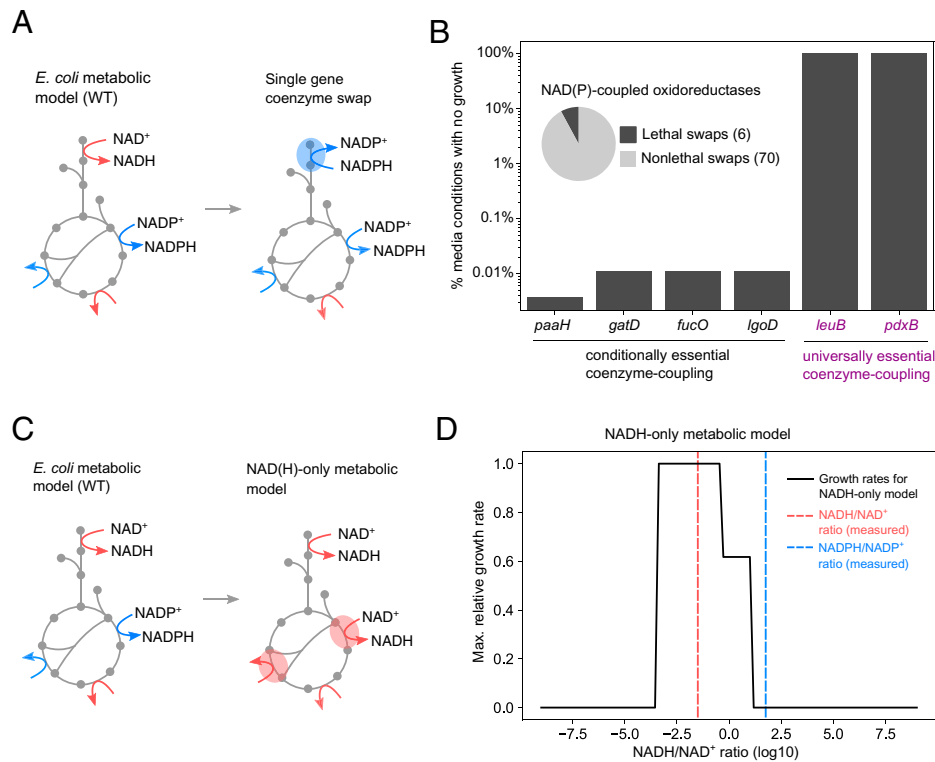 A
E. coli metabolic
model (WT)
Single gene
coenzyme swap
NAD⁺
NADH
NADP⁺
NADPH
NADP⁺
NADPH
NADP⁺
NADPH
B
% media conditions with no growth
100%
10%
1%
0.1%
0.01%
NAD(P)-coupled oxidoreductases
Lethal swaps (6)
Nonlethal swaps (70)
paaH gatD fucO lgoD leuB pdxB
conditionally essential
coenzyme-coupling
universally essential
coenzyme-coupling
C
E. coli metabolic
model (WT)
NAD(H)-only metabolic
model
NAD⁺
NADH
NADP⁺
NADPH
NAD⁺
NADH
NAD⁺
NADH
D
NADH-only metabolic model
Max. relative growth rate
1.0
0.8
0.6
0.4
0.2
0.0
Growth rates for
NADH-only model
NADH/NAD⁺
ratio (measured)
NADPH/NADP⁺
ratio (measured)
−7.5 −5.0 −2.5 0.0 2.5 5.0 7.5
NADH/NAD⁺ ratio (log10)